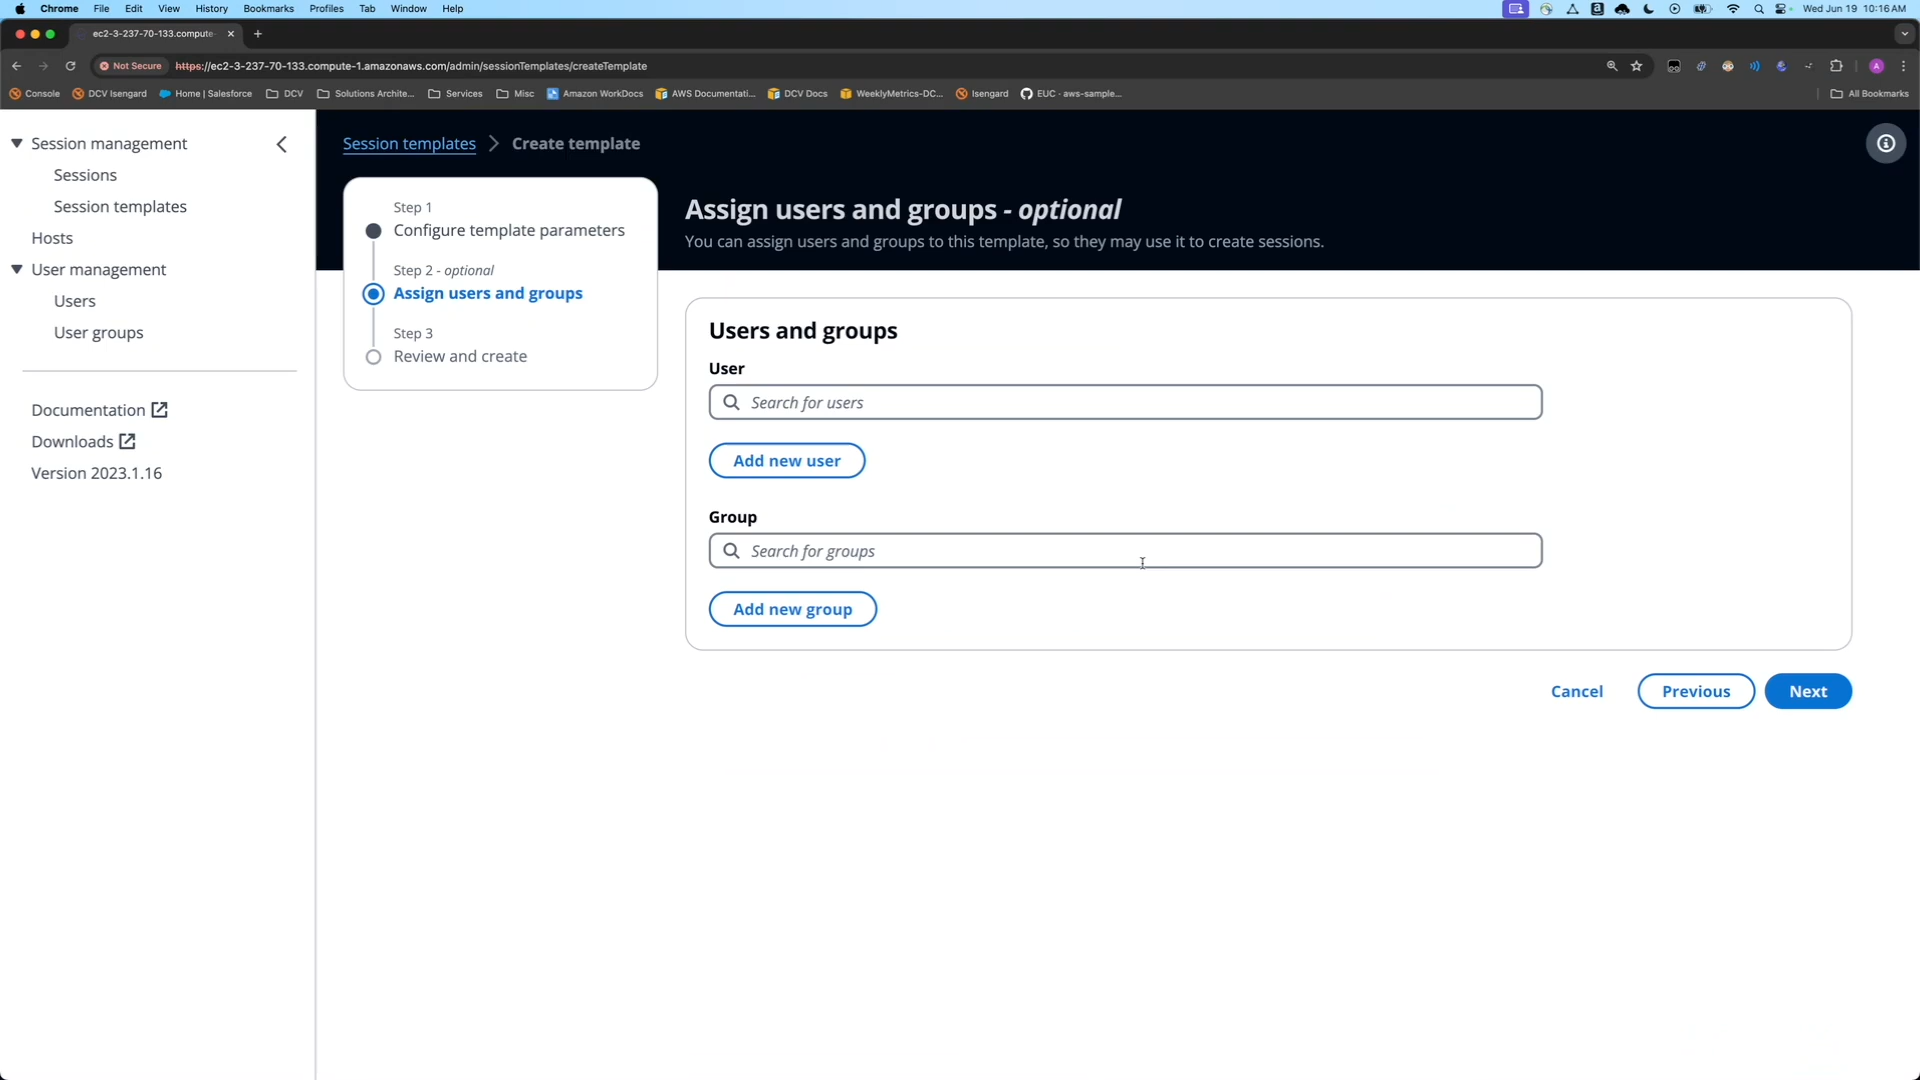 Chrome File Edit View History Bookmarks Profiles Tab Window Help Wed Jun 19 10:16 AM
ec2-3-237-70-133.compute-
Not Secure https://ec2-3-237-70-133.compute-1.amazonaws.com/admin/sessionTemplates/createTemplate A
Console DCV Isengard Home | Salesforce DCV Solutions Archite... Services Misc Amazon WorkDocs AWS Documentati... DCV Docs WeeklyMetrics-DC... Isengard EUC - aws-sample... All Bookmarks
Session management
Sessions
Session templates
Hosts
User management
Users
User groups
Documentation
Downloads
Version 2023.1.16
Session templates > Create template
Step 1
Configure template parameters
Step 2 - optional
Assign users and groups
Step 3
Review and create
Assign users and groups - optional
You can assign users and groups to this template, so they may use it to create sessions.
Users and groups
User
Search for users
Add new user
Group
Search for groups
Add new group
Cancel Previous Next